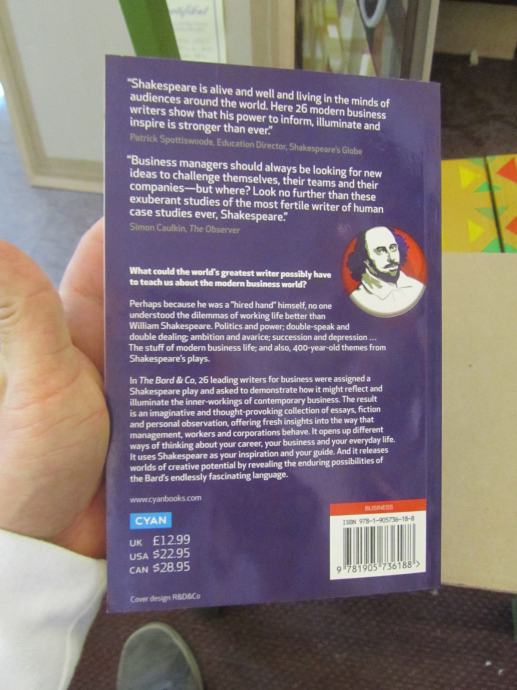 "Shakespeare is alive and well and living in the minds of
audiences around the world. Here 26 modern business
writers show that his power to inform, illuminate and
inspire is stronger than ever."
Patrick Spottiswoode, Education Director, Shakespeare's Globe
"Business managers should always be looking for new
ideas to challenge themselves, their teams and their
companies—but where? Look no further than these
exuberant studies of the most fertile writer of human
case studies ever, Shakespeare."
Simon Caulkin, The Observer
What could the world's greatest writer possibly have
to teach us about the modern business world?
Perhaps because he was a "hired hand" himself, no one
understood the dilemmas of working life better than
William Shakespeare. Politics and power; double-speak and
double dealing; ambition and avarice; succession and depression ...
The stuff of modern business life; and also, 400-year-old themes from
Shakespeare's plays.
In The Bard & Co, 26 leading writers for business were assigned a
Shakespeare play and asked to demonstrate how it might reflect and
illuminate the inner-workings of contemporary business. The result
is an imaginative and thought-provoking collection of essays, fiction
and personal observation, offering fresh insights into the way that
management, workers and corporations behave. It opens up different
ways of thinking about your career, your business and your everyday life.
It uses Shakespeare as your inspiration and your guide. And it releases
worlds of creative potential by revealing the enduring possibilities of
the Bard's endlessly fascinating language.
www.cyanbooks.com
CYAN
UK £12.99
USA $22.95
CAN $28.95
Cover design: R&D&Co
BUSINESS
ISBN 978-1-905736-18-8
9 781905 736188 >